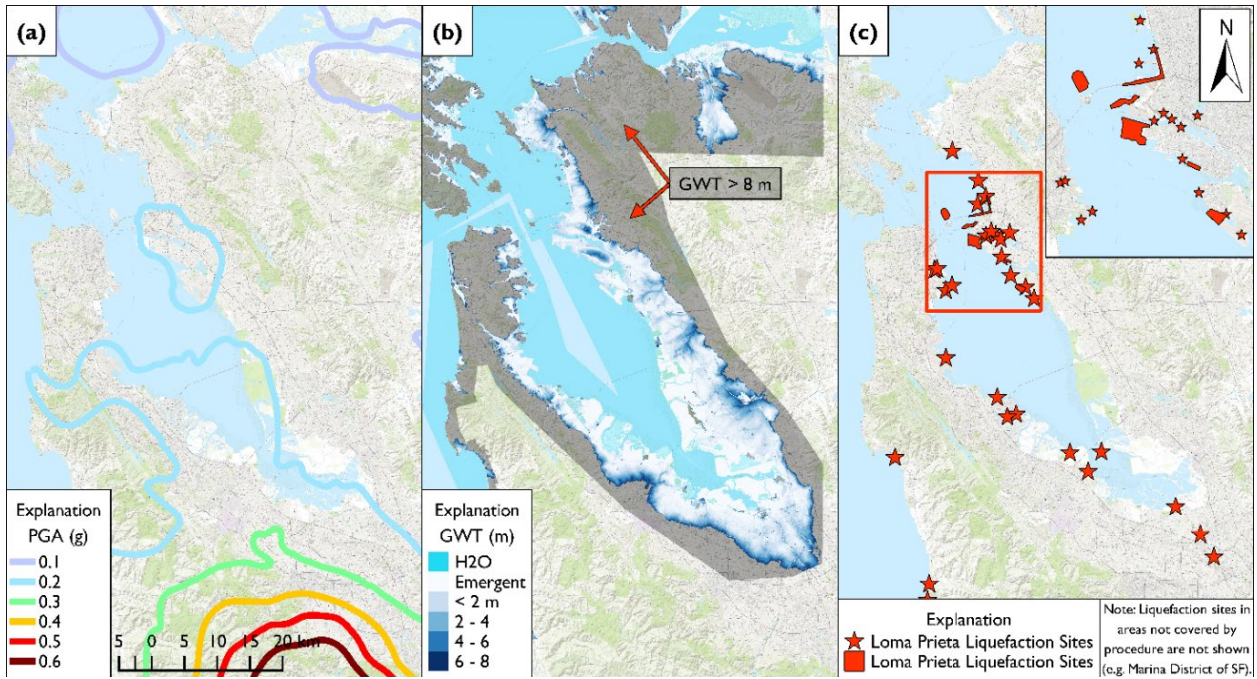 (a)
Explanation
PGA (g)
0.1
0.2
0.3
0.4
0.5
0.6
5 0 5 10 20 km
(b)
GWT > 8 m
Explanation
GWT (m)
H2O
Emergent
< 2 m
2 - 4
4 - 6
6 - 8
(c)
N
Explanation
Loma Prieta Liquefaction Sites
Loma Prieta Liquefaction Sites
Note: Liquefaction sites in
areas not covered by
procedure are not shown
(e.g. Marina District of SF).